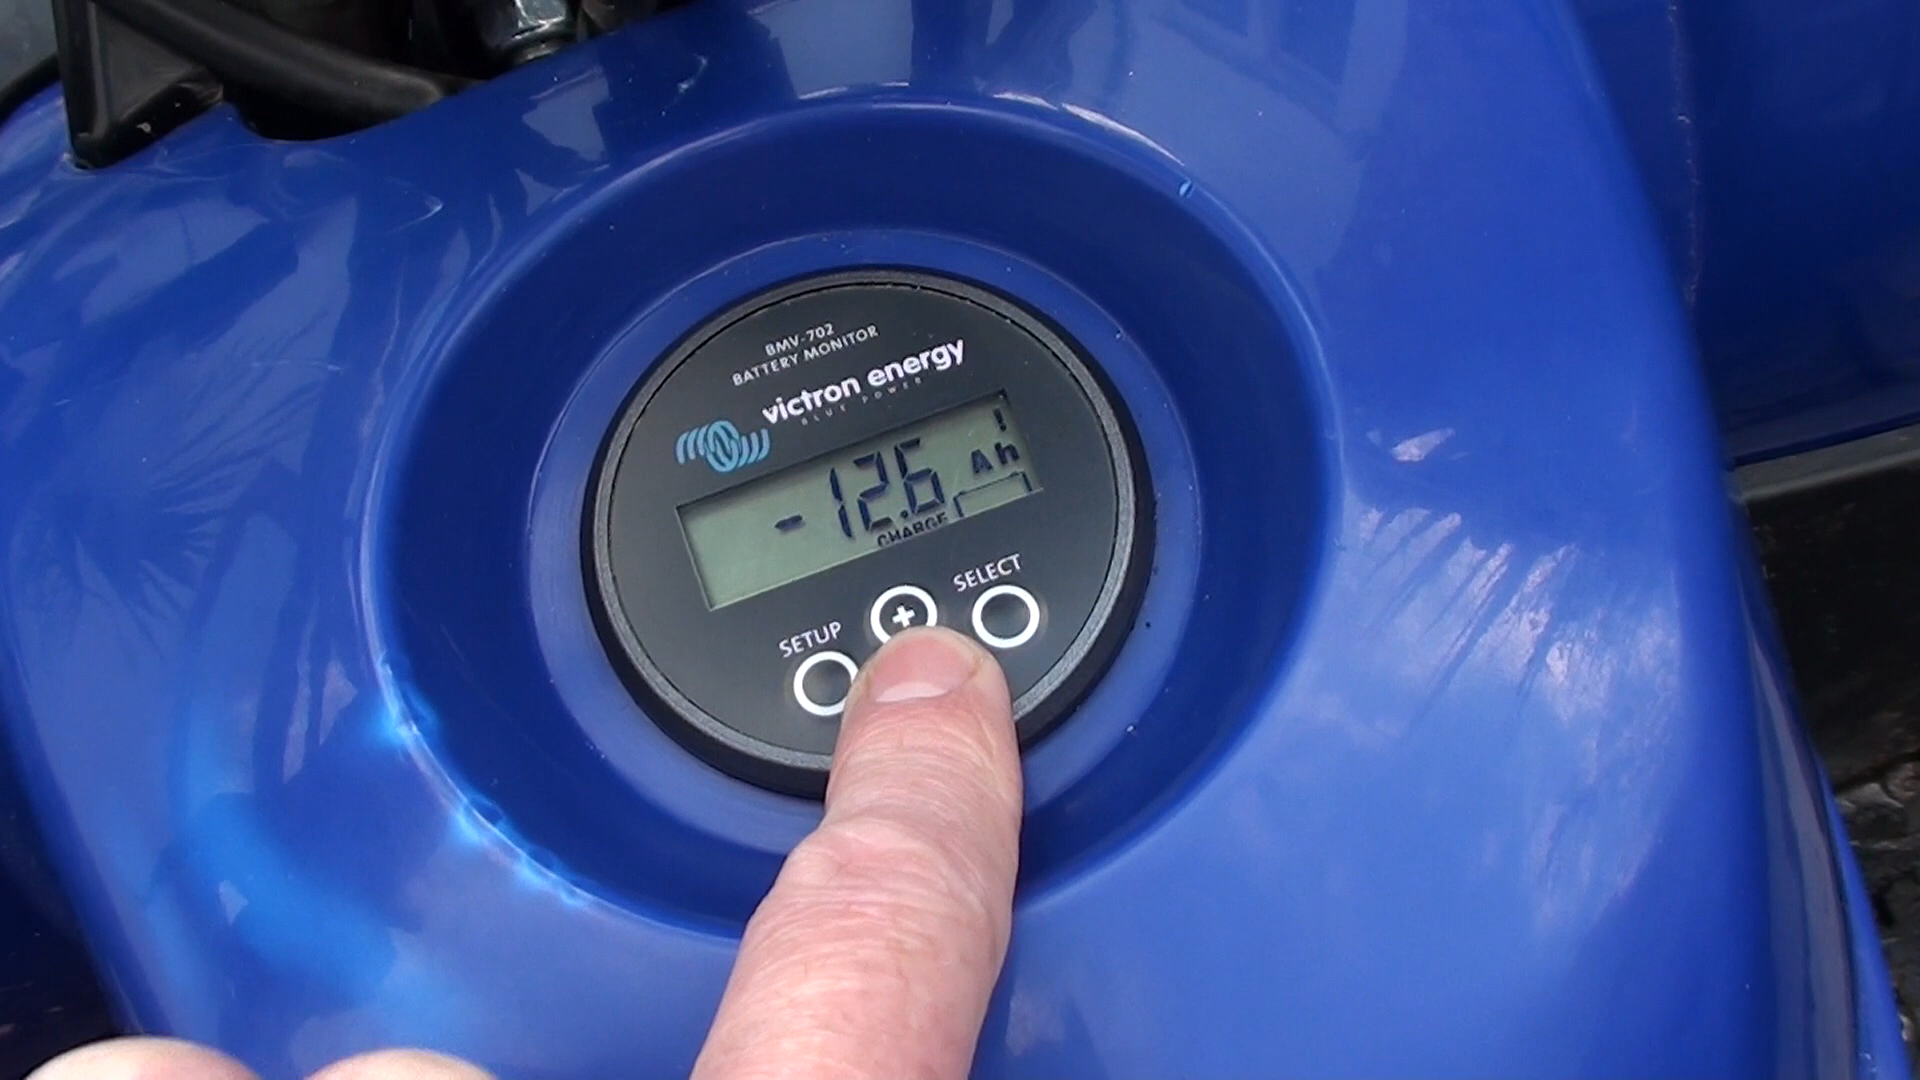 BMV-702
BATTERY MONITOR
victron energy
BLUE POWER
!
-12.6 Ah
CHARGE
SETUP
+
SELECT